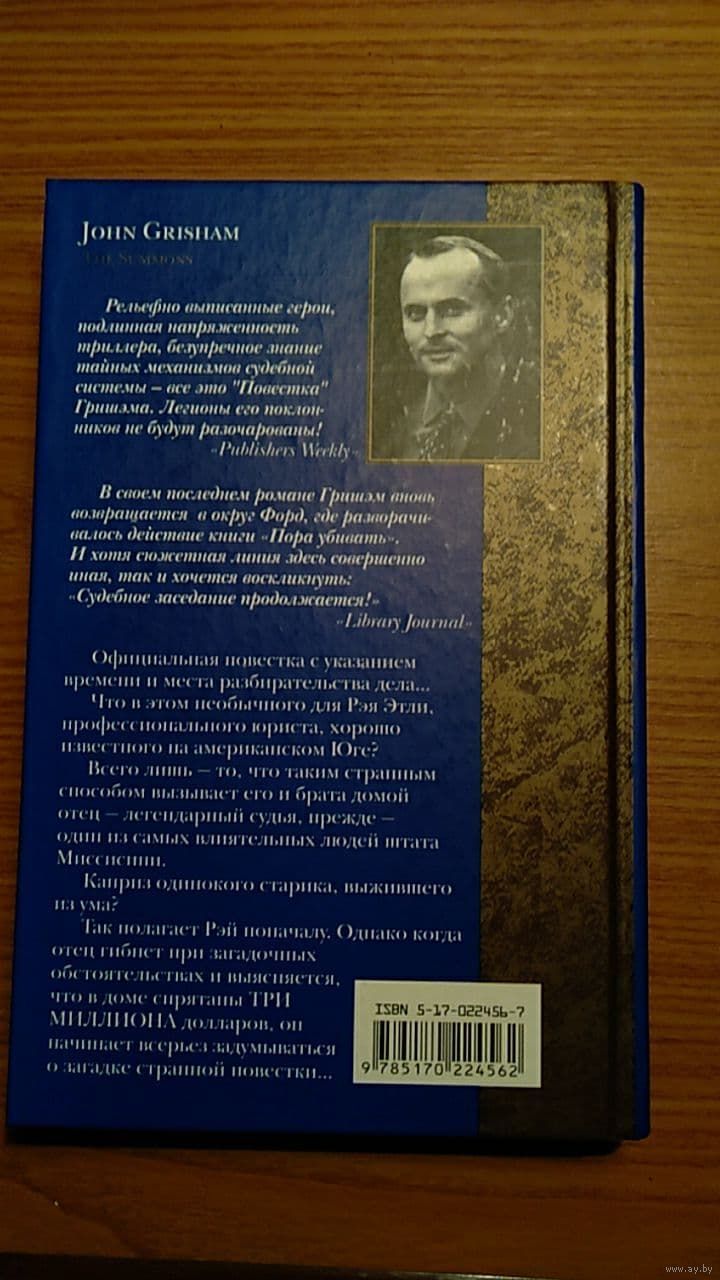 JOHN GRISHAM
THE SUMMONS
Рельефно выписанные герои,
подлинная напряженность
триллера, безупречное знание
тайных механизмов судебной
системы – все это "Повестка"
Гришэма. Легионы его поклон-
ников не будут разочарованы!
«Publishers Weekly»
В своем последнем романе Гришэм вновь
возвращается в округ Форд, где разворачи-
валось действие книги «Пора убивать».
И хотя сюжетная линия здесь совершенно
иная, так и хочется воскликнуть:
«Судебное заседание продолжается!»
«Library Journal»
Официальная повестка с указанием
времени и места разбирательства дела...
Что в этом необычного для Рэя Этли,
профессионального юриста, хорошо
известного на американском Юге?
Всего лишь – то, что таким странным
способом вызывает его и брата домой
отец – легендарный судья, прежде –
один из самых влиятельных людей штата
Миссисипи.
Каприз одинокого старика, выжившего
из ума?
Так полагает Рэй поначалу. Однако когда
отец гибнет при загадочных
обстоятельствах и выясняется,
что в доме спрятаны ТРИ
МИЛЛИОНА долларов, он
начинает всерьез задумываться
о загадке странной повестки...
ISBN 5-17-022456-7
9 785170 224562
www.ay.by